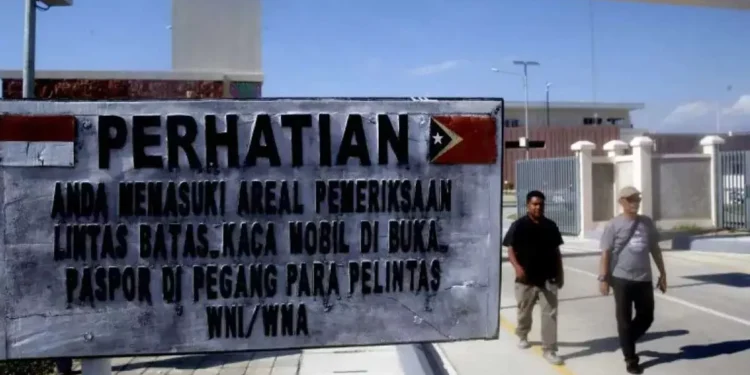 PERHATIAN
ANDA MEMASUKI AREAL PEMERIKSAAN
LINTAS BATAS. KACA MOBIL DI BUKA.
PASPOR DI PEGANG PARA PELINTAS
WNI/WNA